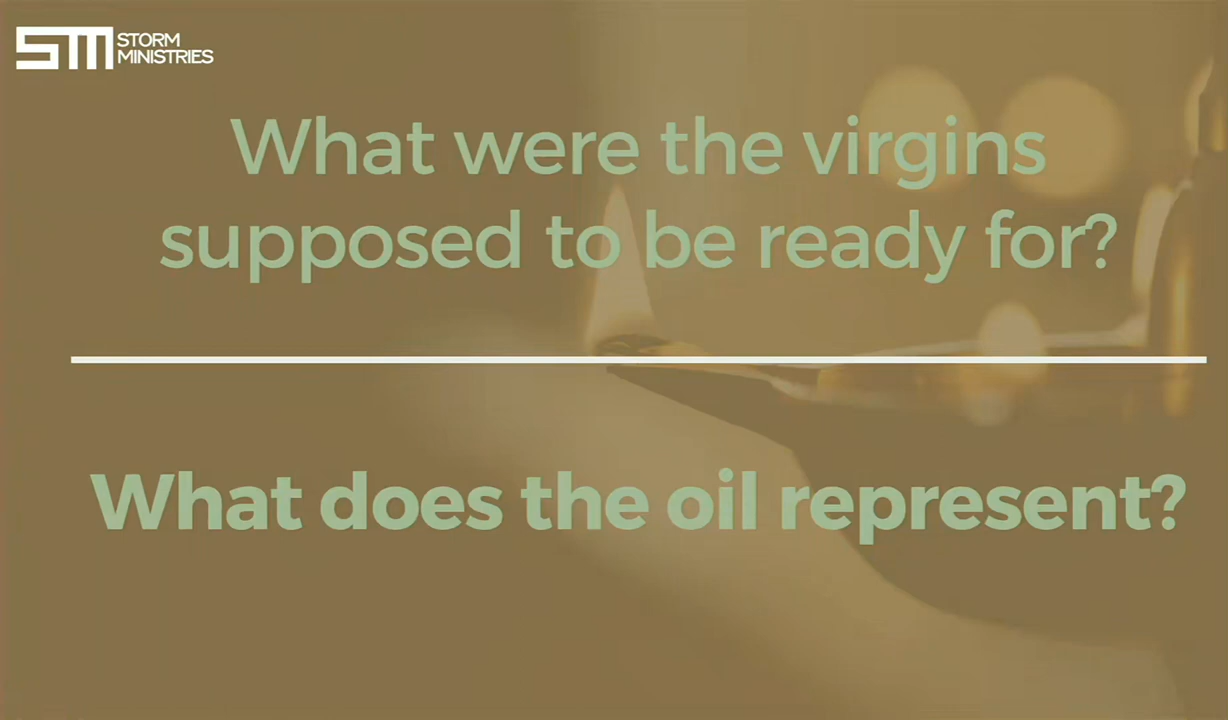 STORM
MINISTRIES
What were the virgins
supposed to be ready for?
What does the oil represent?